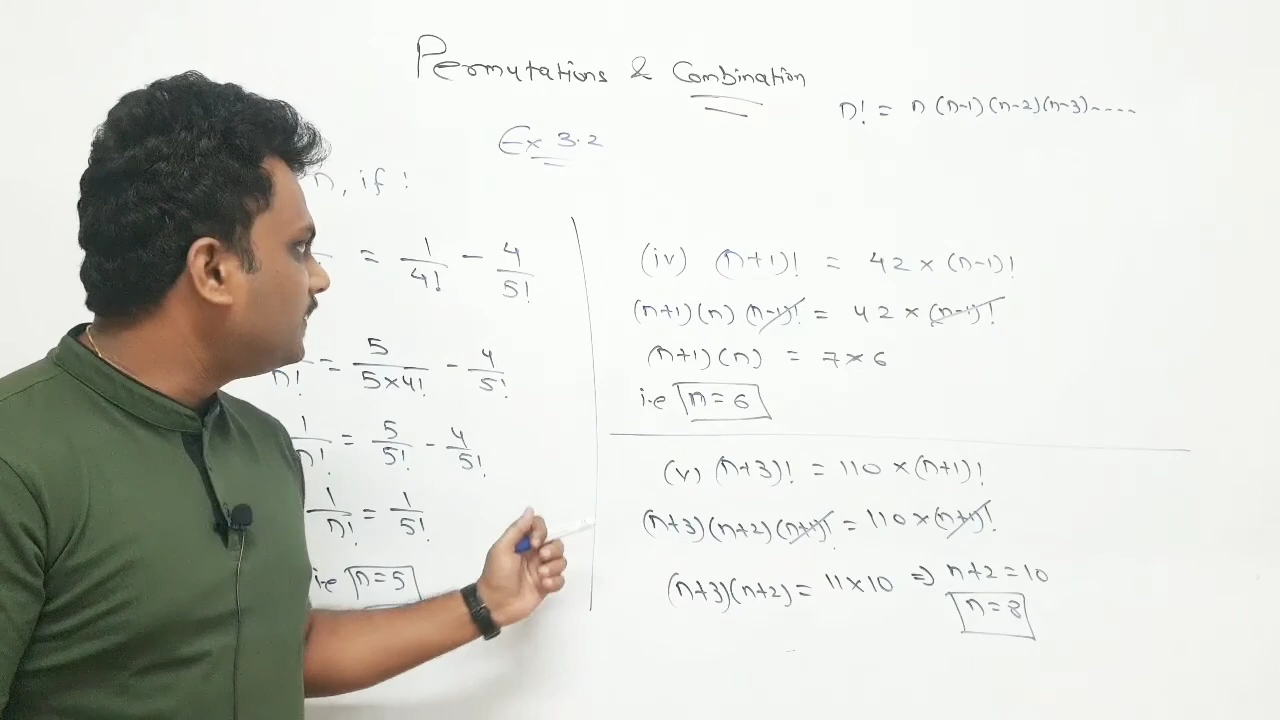 Permutations & Combination
n! = n (n-1) (n-2) (n-3) ----
Ex 3.2
n, if :
= 1/4! - 4/5!
n! = 5/5×4! - 4/5!
1/n! = 5/5! - 4/5!
1/n! = 1/5!
i.e n=5
(iv) (n+1)! = 42 × (n-1)!
(n+1)(n) (n-1)! = 42 × (n-1)!
(n+1)(n) = 7×6
i.e n=6
(v) (n+3)! = 110 × (n+1)!
(n+3)(n+2)(n+1)! = 110 × (n+1)!
(n+3)(n+2) = 11×10 ⇒ n+2=10
n=8